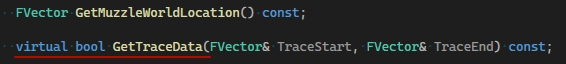 FVector GetMuzzleWorldLocation() const;
virtual bool GetTraceData(FVector& TraceStart, FVector& TraceEnd) const;